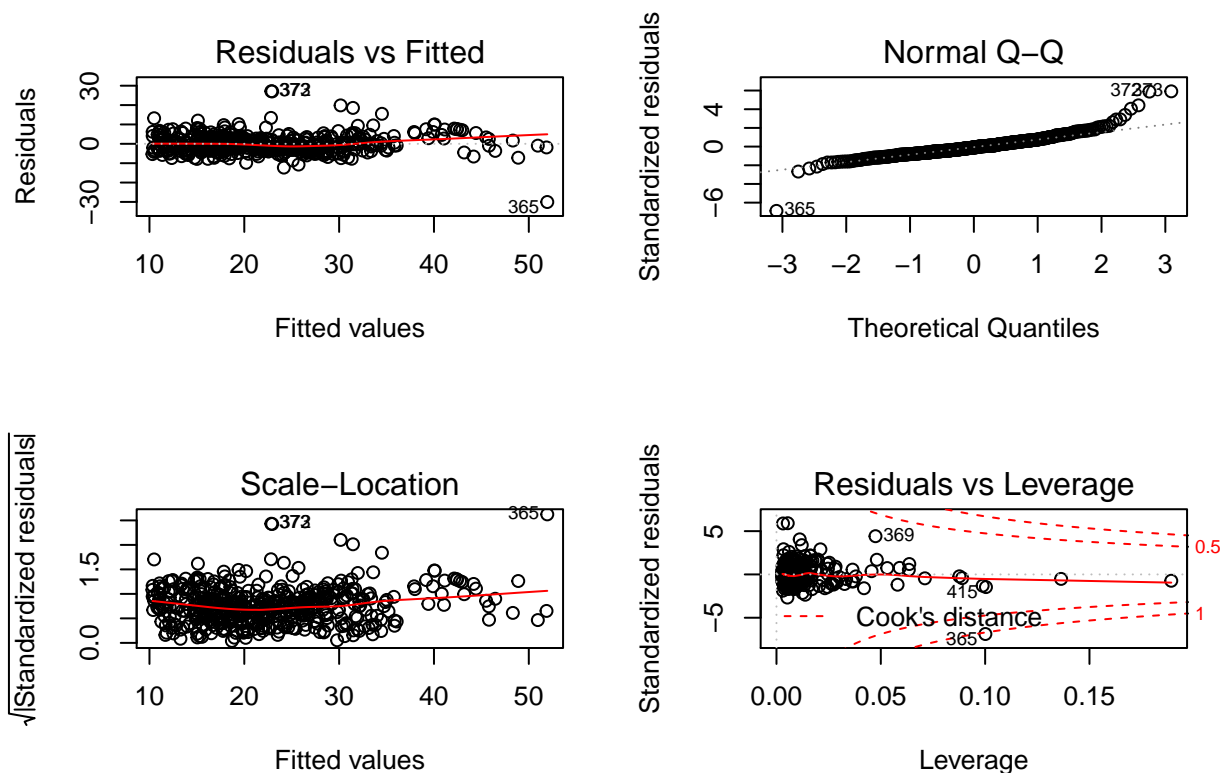 Residuals vs Fitted
Residuals
30
0
−30
372
365
10 20 30 40 50
Fitted values
Normal Q−Q
Standardized residuals
4
0
−6
365
−3 −2 −1 0 1 2 3
Theoretical Quantiles
Scale−Location
√|Standardized residuals|
1.5
0.0
372
365
10 20 30 40 50
Fitted values
Residuals vs Leverage
Standardized residuals
5
−5
369
415
365
Cook's distance
0.5
1
0.00 0.05 0.10 0.15
Leverage